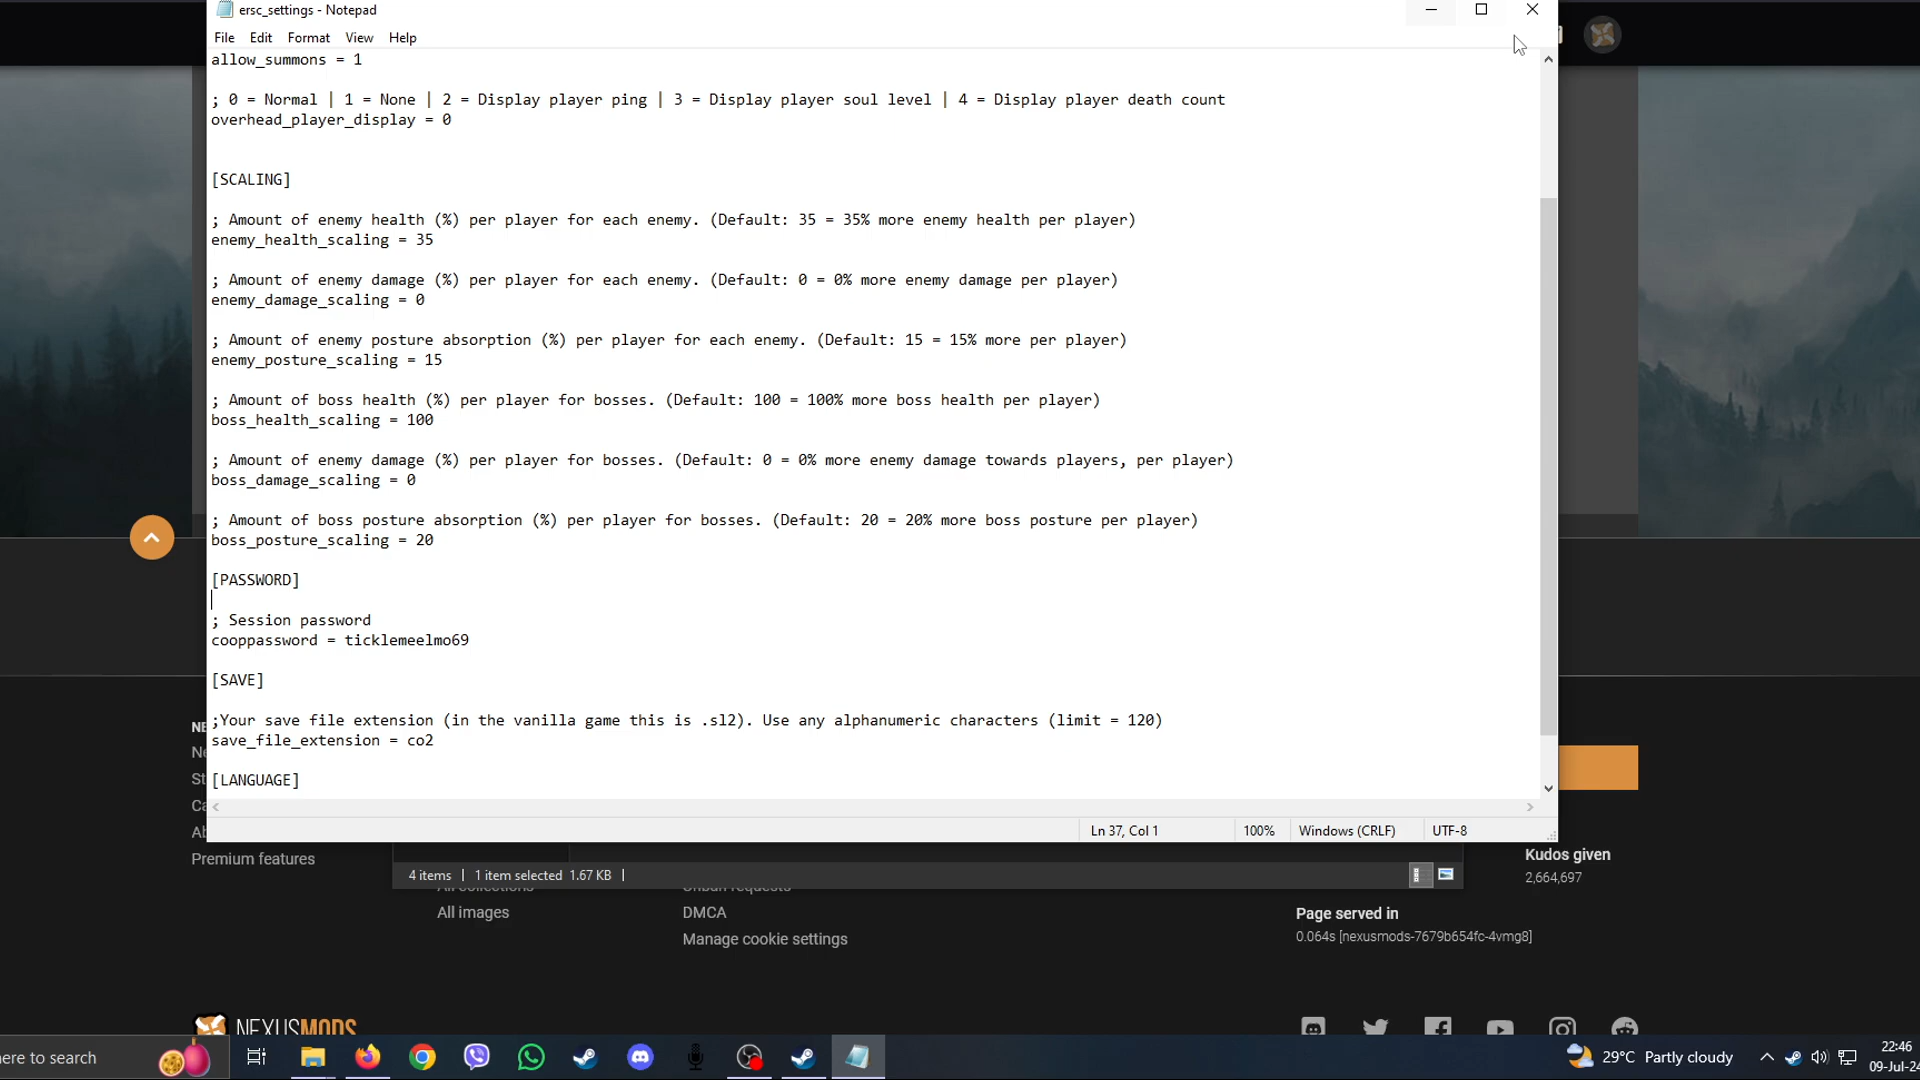 ersc_settings - Notepad
File Edit Format View Help
allow_summons = 1
; 0 = Normal | 1 = None | 2 = Display player ping | 3 = Display player soul level | 4 = Display player death count
overhead_player_display = 0
[SCALING]
; Amount of enemy health (%) per player for each enemy. (Default: 35 = 35% more enemy health per player)
enemy_health_scaling = 35
; Amount of enemy damage (%) per player for each enemy. (Default: 0 = 0% more enemy damage per player)
enemy_damage_scaling = 0
; Amount of enemy posture absorption (%) per player for each enemy. (Default: 15 = 15% more per player)
enemy_posture_scaling = 15
; Amount of boss health (%) per player for bosses. (Default: 100 = 100% more boss health per player)
boss_health_scaling = 100
; Amount of enemy damage (%) per player for bosses. (Default: 0 = 0% more enemy damage towards players, per player)
boss_damage_scaling = 0
; Amount of boss posture absorption (%) per player for bosses. (Default: 20 = 20% more boss posture per player)
boss_posture_scaling = 20
[PASSWORD]
; Session password
cooppassword = ticklemeelmo69
[SAVE]
;Your save file extension (in the vanilla game this is .sl2). Use any alphanumeric characters (limit = 120)
save_file_extension = co2
[LANGUAGE]
Ln 37, Col 1 100% Windows (CRLF) UTF-8
Premium features
4 items 1 item selected 1.67 KB
All images
DMCA
Manage cookie settings
Kudos given
2,664,697
Page served in
0.064s [nexusmods-7679b654fc-4vmg8]
NEXUSMODS
ere to search
29°C Partly cloudy
22:46
09-Jul-24